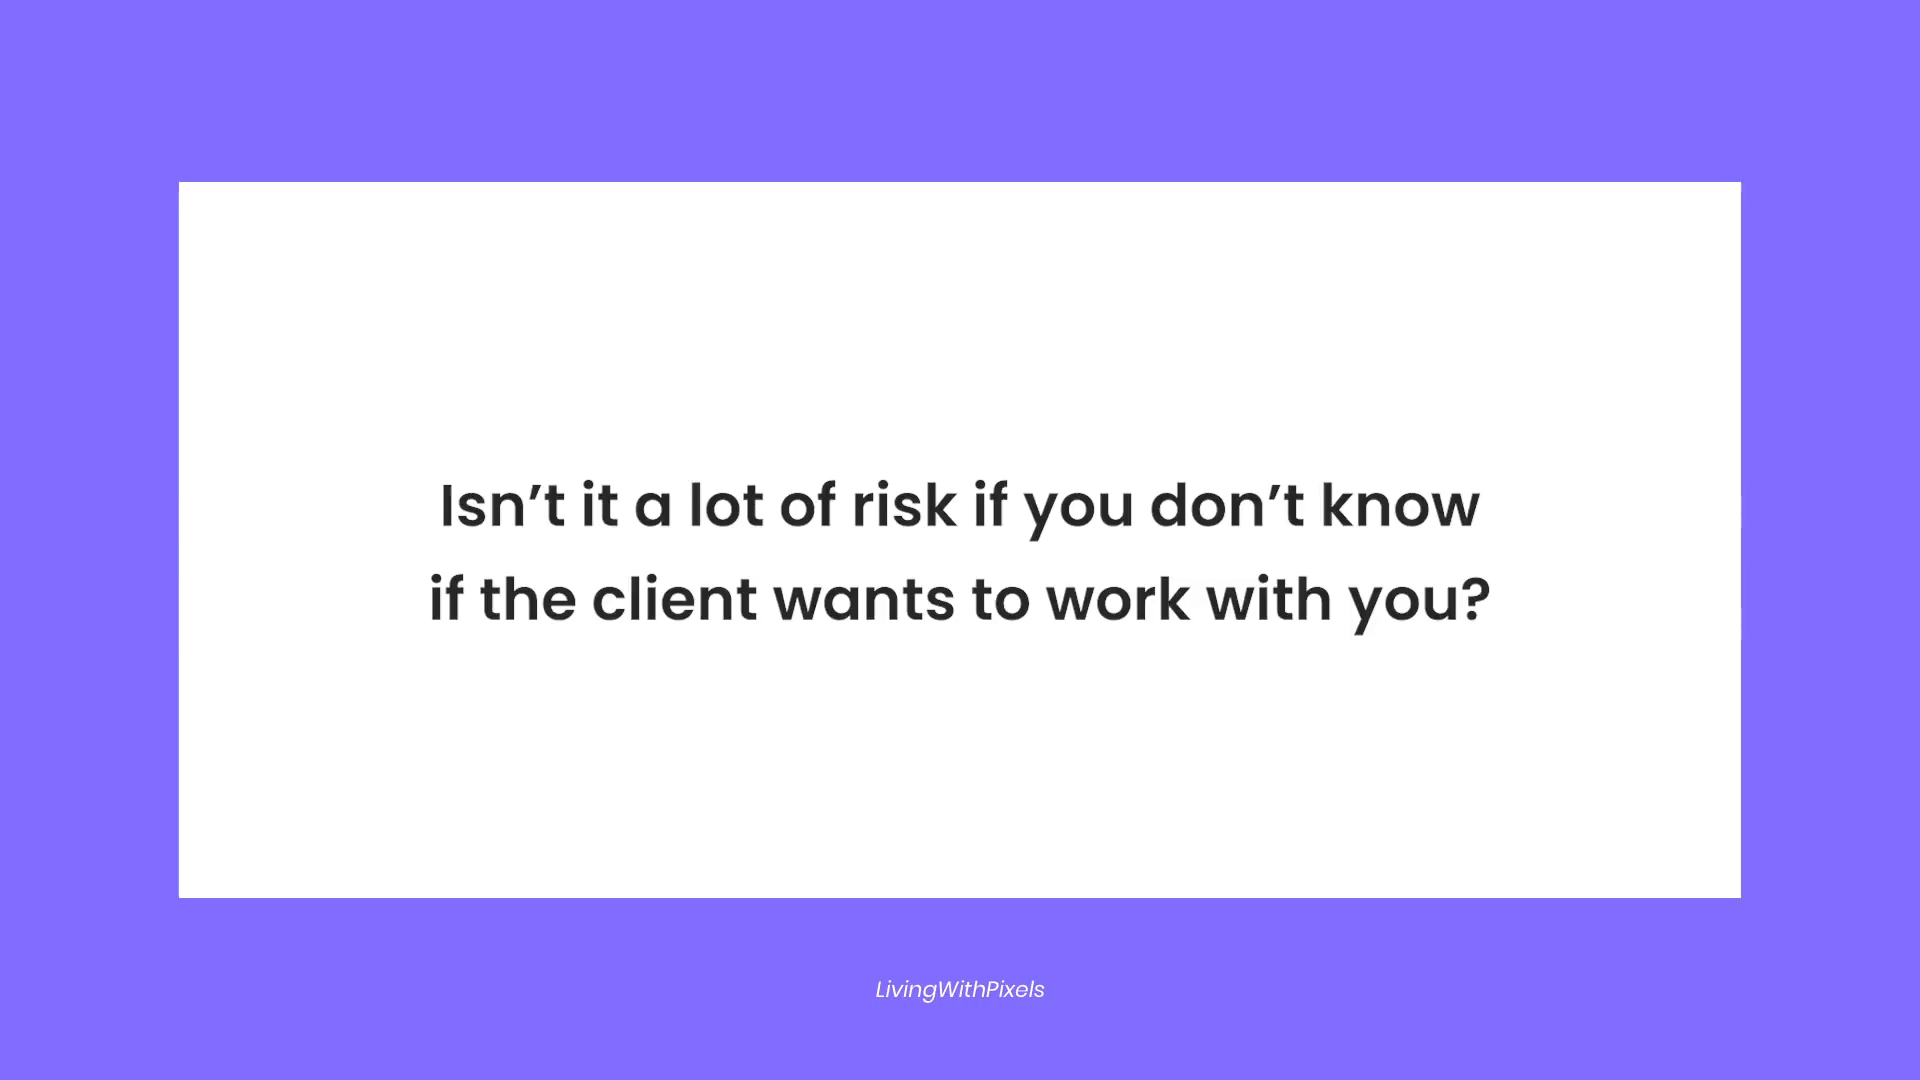 Isn’t it a lot of risk if you don’t know
if the client wants to work with you?
LivingWithPixels